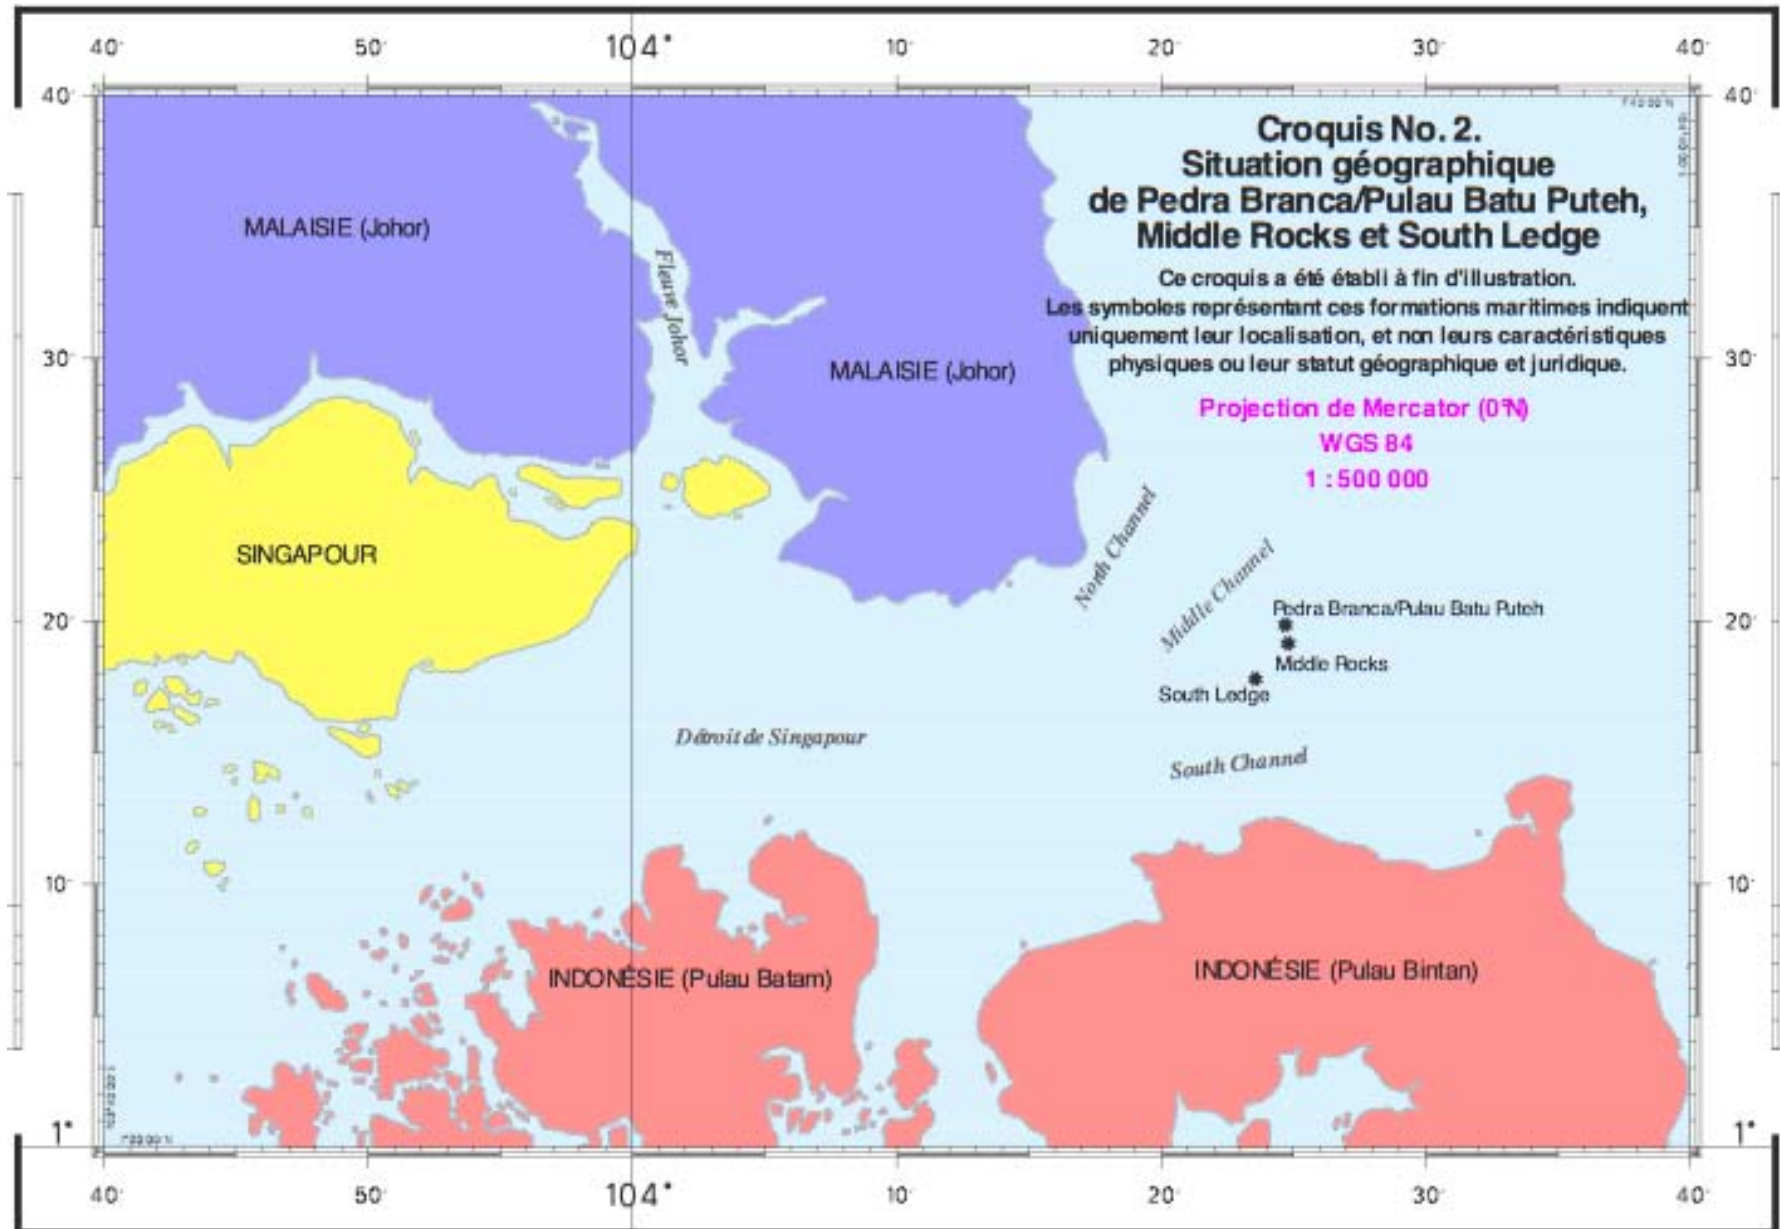 40′ 50′ 104° 10′ 20′ 30′ 40′
40′ 40′
Croquis No. 2.
Situation géographique
de Pedra Branca/Pulau Batu Puteh,
Middle Rocks et South Ledge
Ce croquis a été établi à fin d'illustration.
Les symboles représentant ces formations maritimes indiquent
uniquement leur localisation, et non leurs caractéristiques
physiques ou leur statut géographique et juridique.
Projection de Mercator (0°N)
WGS 84
1 : 500 000
MALAISIE (Johor)
Fleuve Johor
30′ 30′
MALAISIE (Johor)
North Channel
SINGAPOUR
Middle Channel
Pedra Branca/Pulau Batu Puteh
20′ 20′
Middle Rocks
South Ledge
Détroit de Singapour
South Channel
10′ 10′
INDONÉSIE (Pulau Batam)
INDONÉSIE (Pulau Bintan)
1° 1°
40′ 50′ 104° 10′ 20′ 30′ 40′